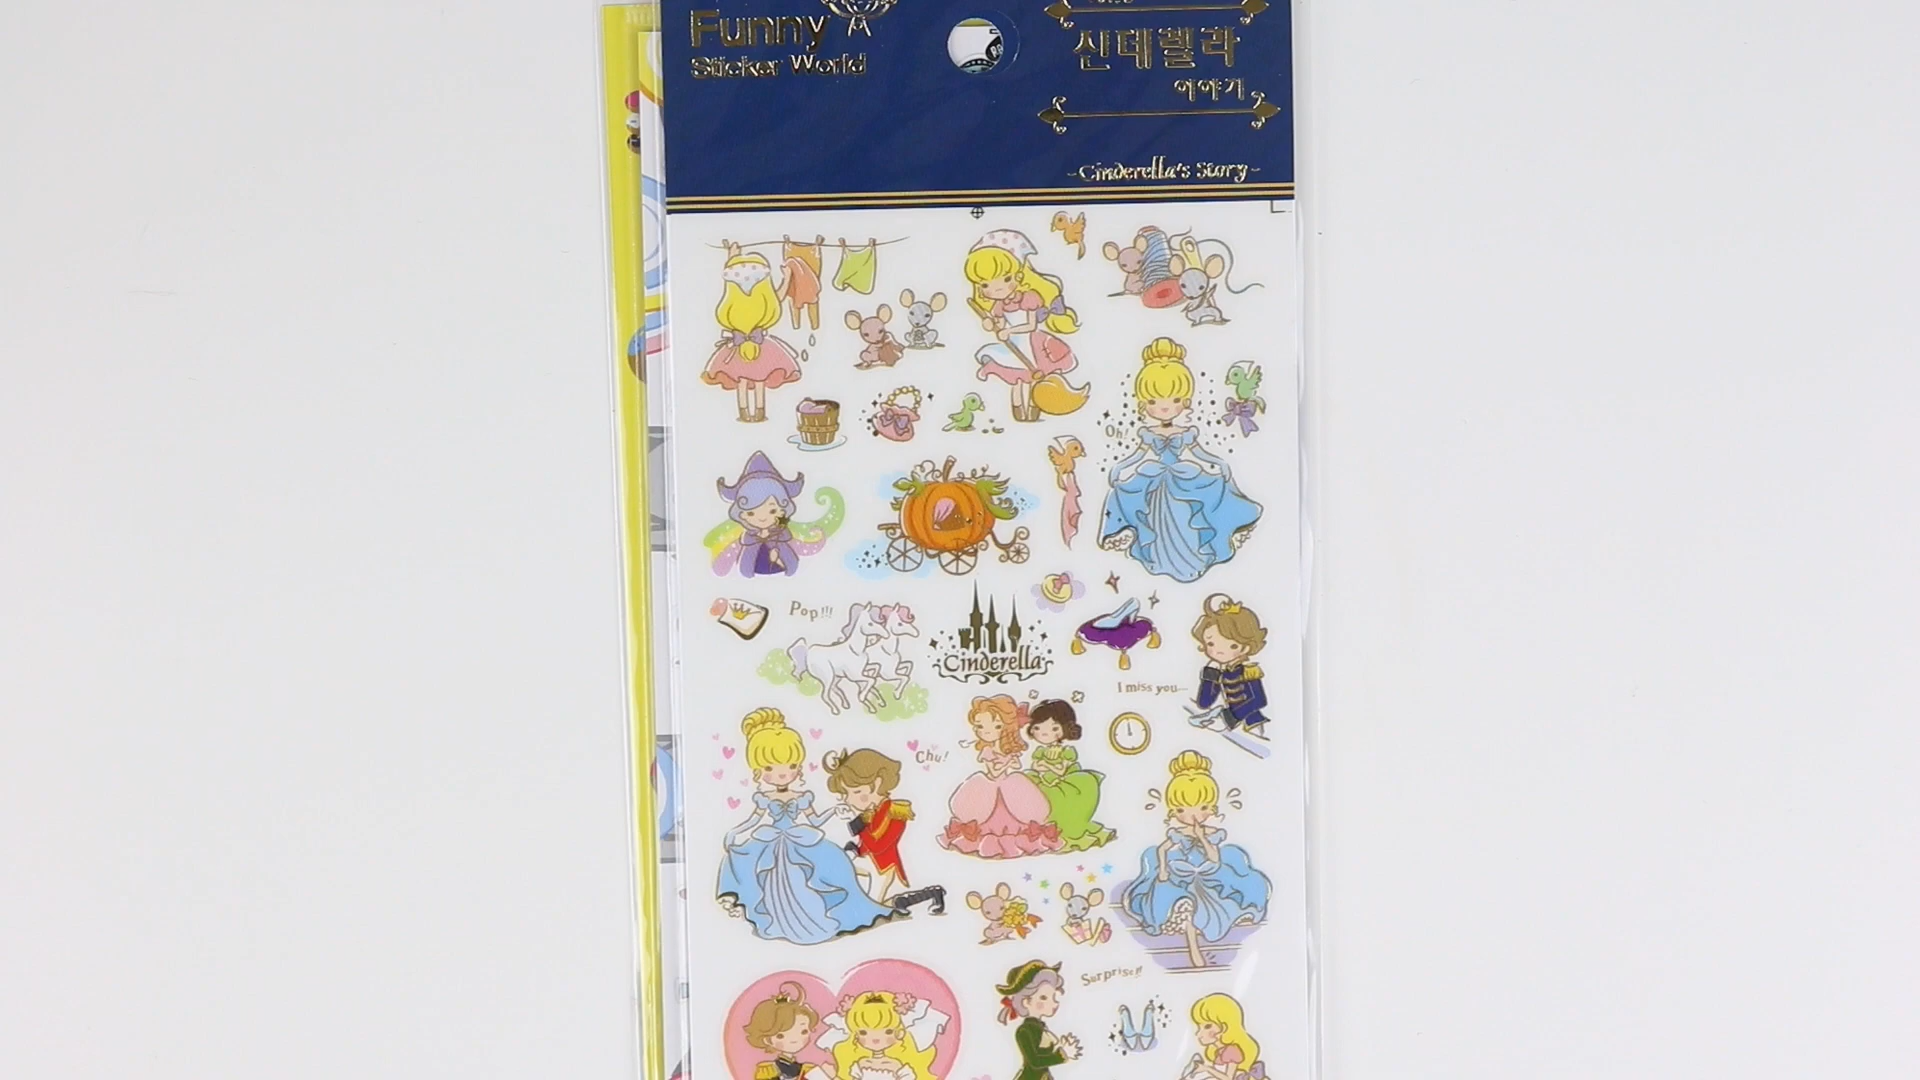 Funny
Sticker World
신데렐라
이야기
-Cinderella's Story-
Oh!
Pop!!!
Cinderella
I miss you...
Chu!
Surprise!!